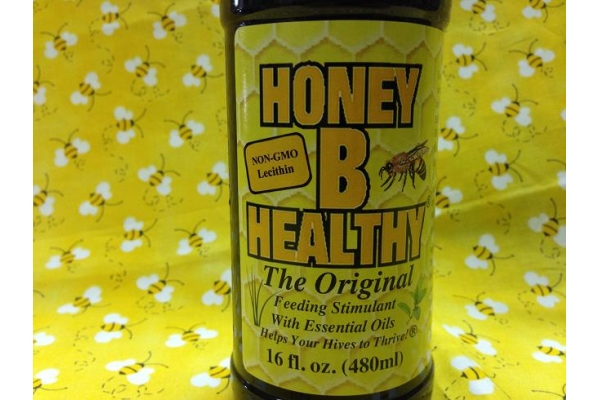 HONEY
B
HEALTHY
NON-GMO
Lecithin
The Original
Feeding Stimulant
With Essential Oils
Helps Your Hives to Thrive!®
16 fl. oz. (480ml)